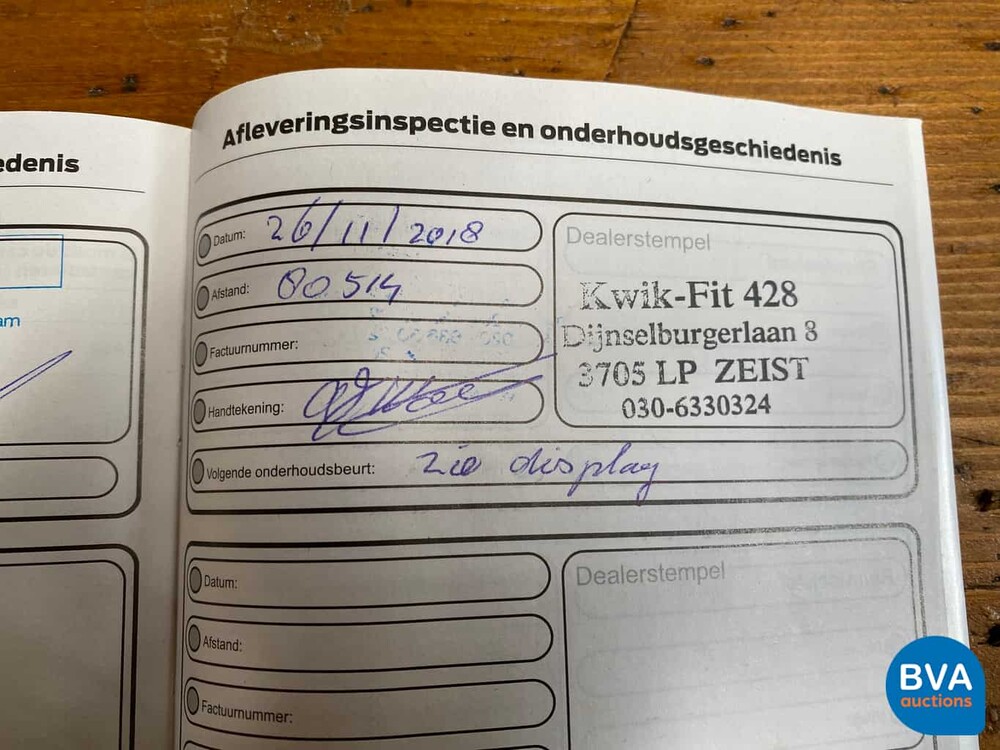 edenis
am
Afleveringsinspectie en onderhoudsgeschiedenis
Datum: 26/11/2018
Afstand: 80514
Factuurnummer:
Handtekening:
Volgende onderhoudsbeurt: zie display
Dealerstempel
Kwik-Fit 428
Dijnselburgerlaan 8
3705 LP ZEIST
030-6330324
Datum:
Afstand:
Factuurnummer:
Dealerstempel
BVA
auctions